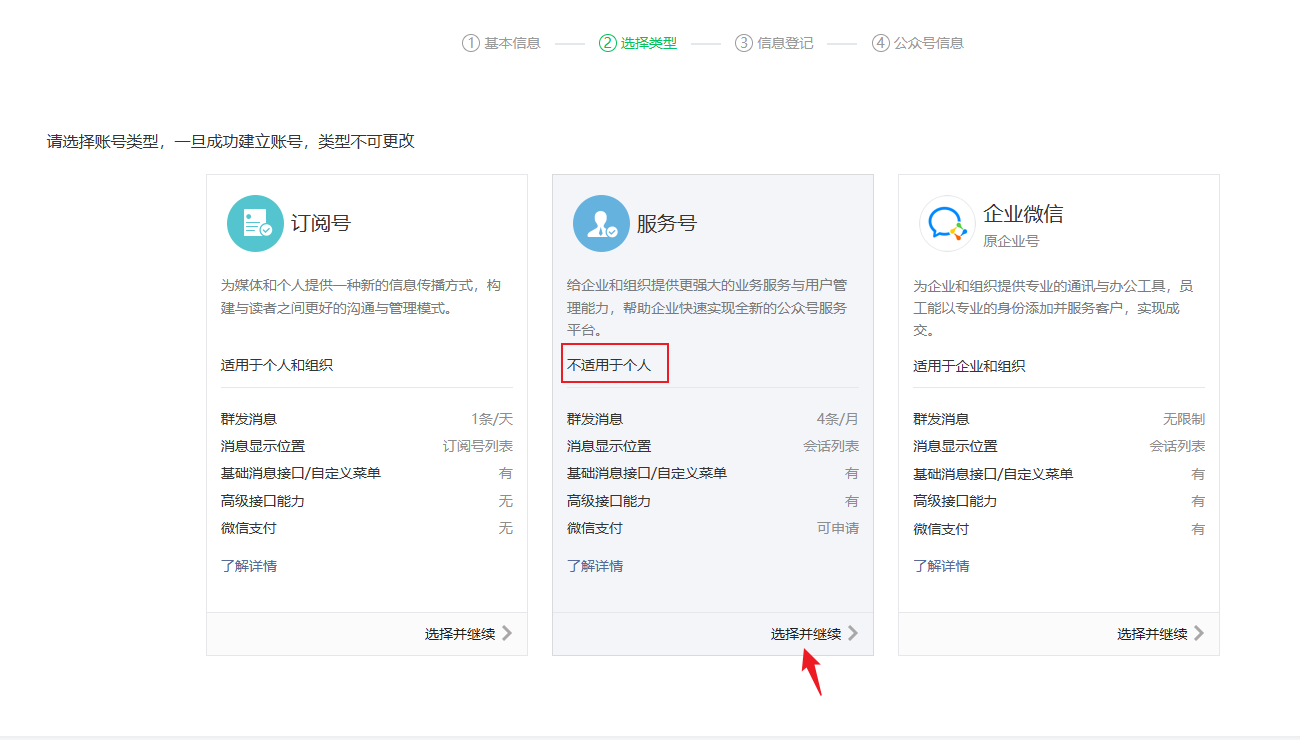 ① 基本信息 ② 选择类型 ③ 信息登记 ④ 公众号信息
请选择账号类型，一旦成功建立账号，类型不可更改
订阅号
为媒体和个人提供一种新的信息传播方式，构
建与读者之间更好的沟通与管理模式。
适用于个人和组织
群发消息 1条/天
消息显示位置 订阅号列表
基础消息接口/自定义菜单 有
高级接口能力 无
微信支付 无
了解详情
选择并继续
服务号
给企业和组织提供更强大的业务服务与用户管
理能力，帮助企业快速实现全新的公众号服务
平台。
不适用于个人
群发消息 4条/月
消息显示位置 会话列表
基础消息接口/自定义菜单 有
高级接口能力 有
微信支付 可申请
了解详情
选择并继续
企业微信
原企业号
为企业和组织提供专业的通讯与办公工具，员
工能以专业的身份添加并服务客户，实现成
交。
适用于企业和组织
群发消息 无限制
消息显示位置 会话列表
基础消息接口/自定义菜单 有
高级接口能力 有
微信支付 有
了解详情
选择并继续